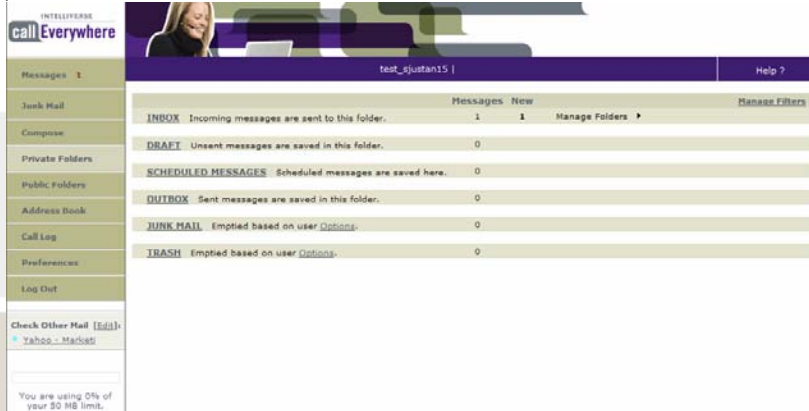 INTELLIVERSE
call Everywhere
test_sjustan15 |
Help ?
Messages 1
Junk Mail
Compose
Private Folders
Public Folders
Address Book
Call Log
Preferences
Log Out
Check Other Mail [Edit]:
Yahoo - Marketi
You are using 0% of
your 50 MB limit.
Messages New
Manage Filters
INBOX Incoming messages are sent to this folder. 1 1 Manage Folders
DRAFT Unsent messages are saved in this folder. 0
SCHEDULED MESSAGES Scheduled messages are saved here. 0
OUTBOX Sent messages are saved in this folder. 0
JUNK MAIL Emptied based on user Options. 0
TRASH Emptied based on user Options. 0